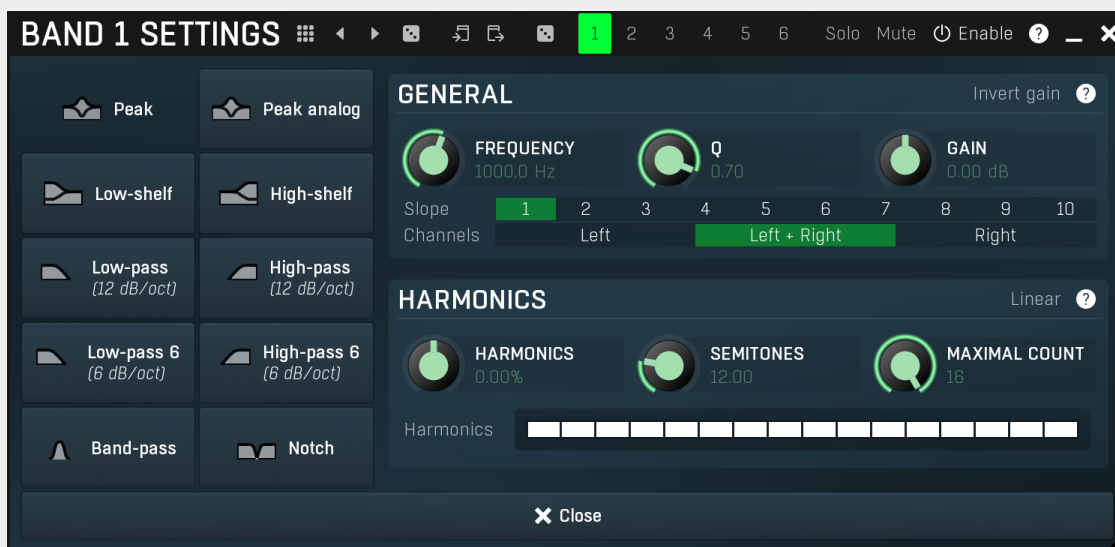 BAND 1 SETTINGS 1 2 3 4 5 6 Solo Mute Enable ?
Peak
Peak analog
Low-shelf
High-shelf
Low-pass
(12 dB/oct)
High-pass
(12 dB/oct)
Low-pass 6
(6 dB/oct)
High-pass 6
(6 dB/oct)
Band-pass
Notch
GENERAL Invert gain ?
FREQUENCY
1000.0 Hz
Q
0.70
GAIN
0.00 dB
Slope 1 2 3 4 5 6 7 8 9 10
Channels Left Left + Right Right
HARMONICS Linear ?
HARMONICS
0.00%
SEMITONES
12.00
MAXIMAL COUNT
16
Harmonics
Close